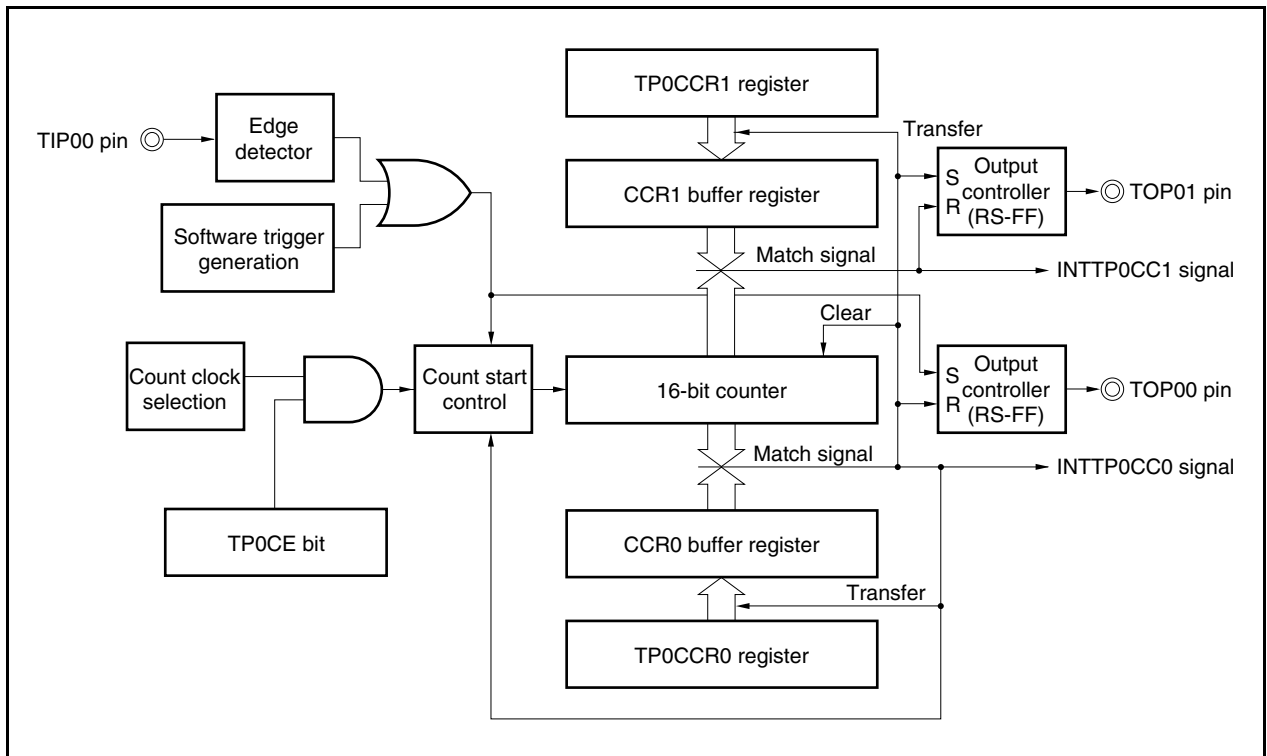 TP0CCR1 register
TIP00 pin
Edge
detector
Transfer
CCR1 buffer register
S
R
Output
controller
(RS-FF)
TOP01 pin
Software trigger
generation
Match signal
INTTP0CC1 signal
Clear
Count clock
selection
Count start
control
16-bit counter
S
R
Output
controller
(RS-FF)
TOP00 pin
Match signal
INTTP0CC0 signal
TP0CE bit
CCR0 buffer register
Transfer
TP0CCR0 register